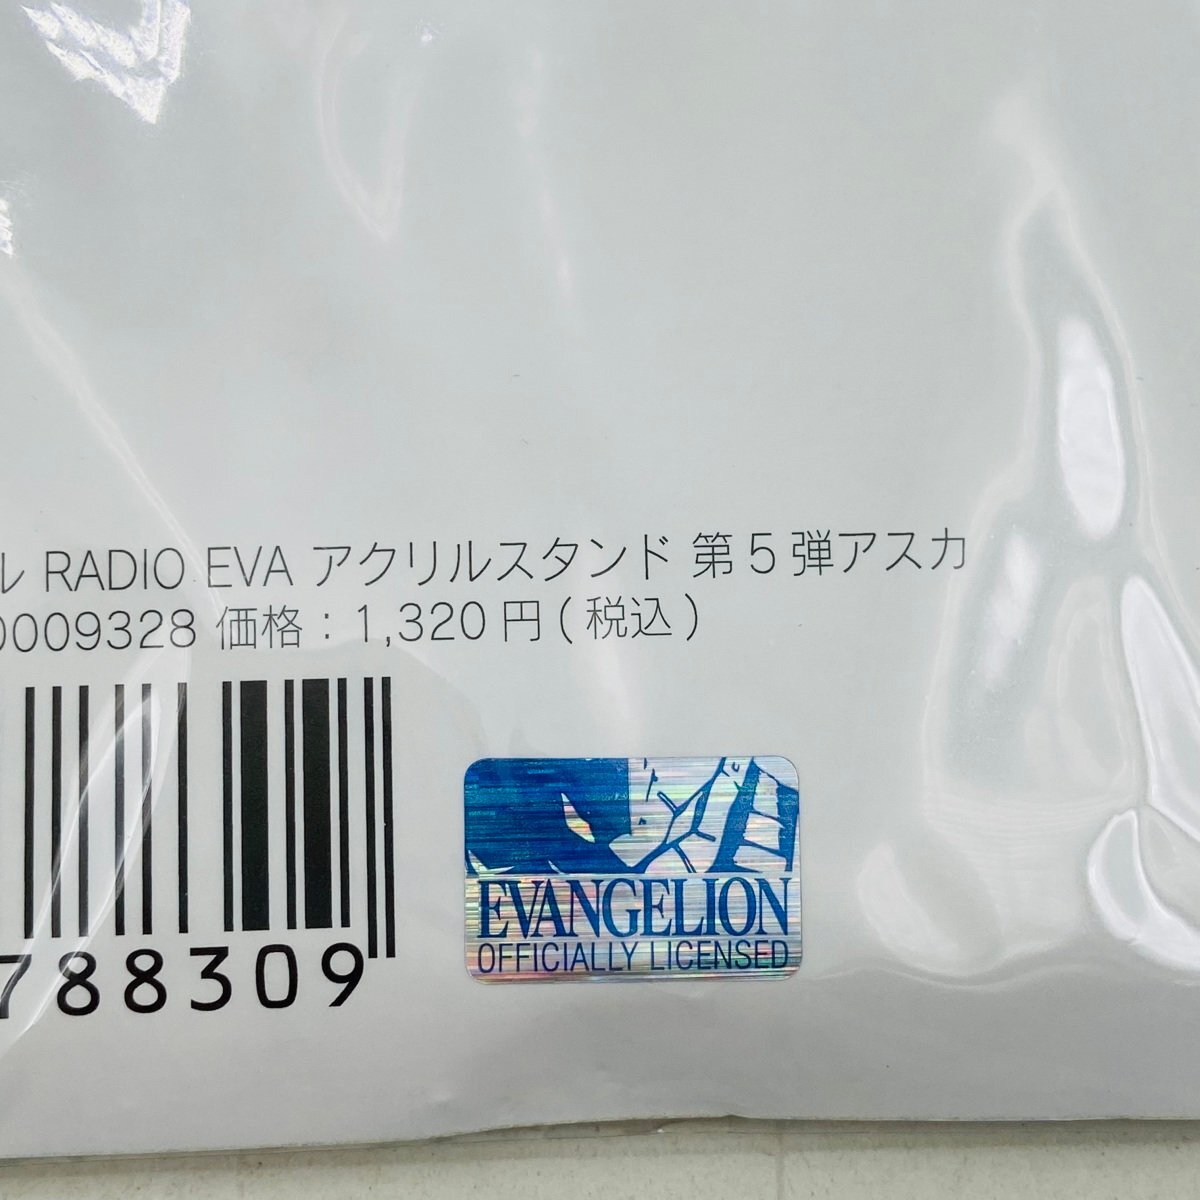 ル RADIO EVA アクリルスタンド 第5弾アスカ
0009328 価格：1,320円(税込)
788309
EVANGELION
OFFICIALLY LICENSED